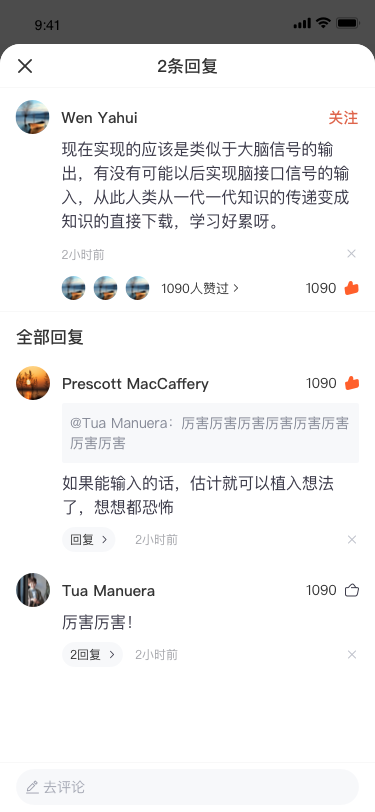 9:41
2条回复
Wen Yahui
关注
现在实现的应该是类似于大脑信号的输
出，有没有可能以后实现脑接口信号的输
入，从此人类从一代一代知识的传递变成
知识的直接下载，学习好累呀。
2小时前
1090人赞过
1090
全部回复
Prescott MacCaffery
1090
@Tua Manuera：厉害厉害厉害厉害厉害厉害
厉害厉害
如果能输入的话，估计就可以植入想法
了，想想都恐怖
回复
2小时前
Tua Manuera
1090
厉害厉害！
2回复
2小时前
去评论